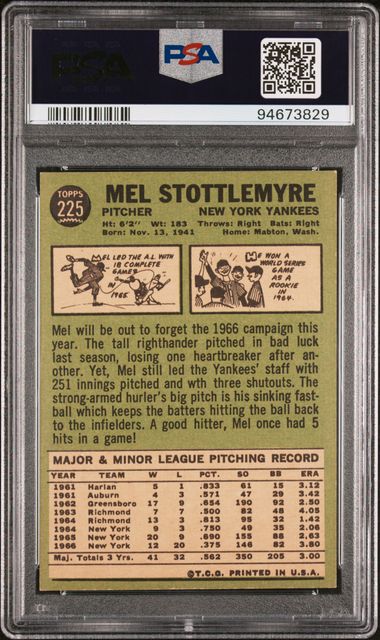 PSA
PSA
94673829
TOPPS
225
MEL STOTTLEMYRE
PITCHER NEW YORK YANKEES
Ht: 6'2" Wt: 183 Throws: Right Bats: Right
Born: Nov. 13, 1941 Home: Mabton, Wash.
MEL LED THE A.L. WITH
18 COMPLETE
GAMES
IN
1965.
HE WON A
WORLD SERIES
GAME
AS A
ROOKIE
IN
1964.
Mel will be out to forget the 1966 campaign this
year. The tall righthander pitched in bad luck
last season, losing one heartbreaker after an-
other. Yet, Mel still led the Yankees' staff with
251 innings pitched and wth three shutouts. The
strong-armed hurler's big pitch is his sinking fast-
ball which keeps the batters hitting the ball back
to the infielders. A good hitter, Mel once had 5
hits in a game!
MAJOR & MINOR LEAGUE PITCHING RECORD
YEAR TEAM W L PCT. SO BB ERA
1961 Harlan 5 1 .833 61 15 3.12
1961 Auburn 4 3 .571 47 29 3.42
1962 Greensboro 17 9 .654 190 92 2.50
1963 Richmond 7 7 .500 82 48 4.05
1964 Richmond 13 3 .813 95 32 1.42
1964 New York 9 3 .750 49 35 2.06
1965 New York 20 9 .690 155 88 2.63
1966 New York 12 20 .375 146 82 3.80
Maj. Totals 3 Yrs. 41 32 .562 350 205 3.00
©T.C.G. PRINTED IN U.S.A.